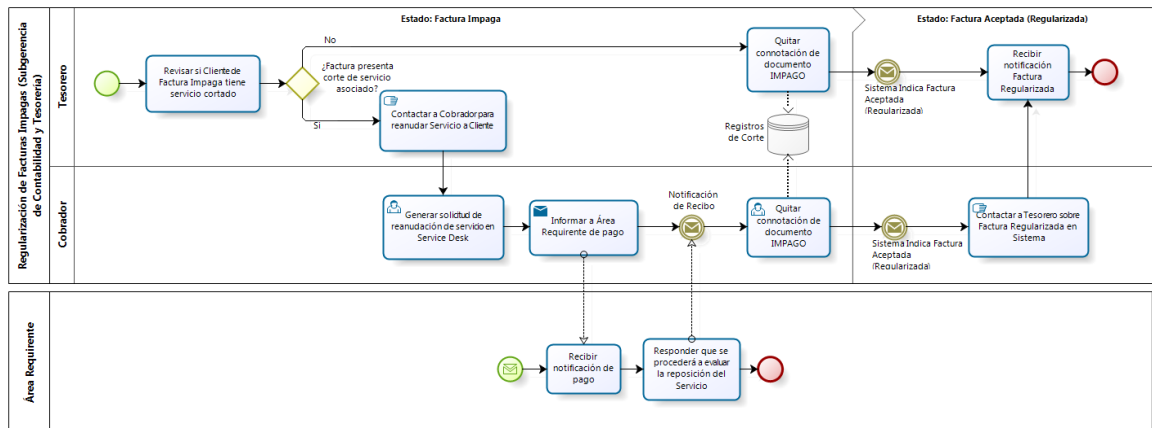 Regularización de Facturas Impagas (Subgerencia
de Contabilidad y Tesorería)
Estado: Factura Impaga
Estado: Factura Aceptada (Regularizada)
Tesorero
Revisar si Cliente de
Factura Impaga tiene
servicio cortado
¿Factura presenta
corte de servicio
asociado?
No
Si
Contactar a Cobrador para
reanudar Servicio a Cliente
Quitar
connotación de
documento
IMPAGO
Registros
de Corte
Sistema Indica Factura
Aceptada
(Regularizada)
Recibir
notificación
Factura
Regularizada
Cobrador
Generar solicitud de
reanudación de servido en
Service Desk
Informar a Área
Requirente de pago
Notificación
de Recibo
Quitar
connotación de
documento
IMPAGO
Sistema Indica Factura
Aceptada
(Regularizada)
Contactar a Tesorero sobre
Factura Regularizada en
Sistema
Área Requirente
Recibir
notificación de
pago
Responder que se
procederá a evaluar
la reposición del
Servicio